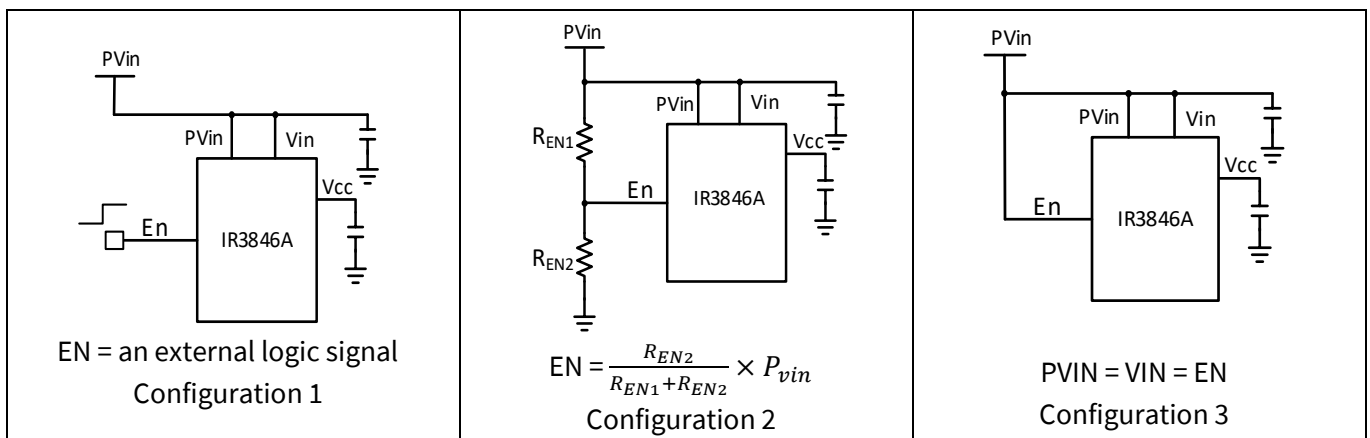 PVin
PVin
Vin
Vcc
En
IR3846A
EN = an external logic signal
Configuration 1
PVin
PVin
Vin
R_EN1
Vcc
En
IR3846A
R_EN2
EN = R_EN2 / (R_EN1+R_EN2) × P_vin
Configuration 2
PVin
PVin
Vin
Vcc
En
IR3846A
PVIN = VIN = EN
Configuration 3